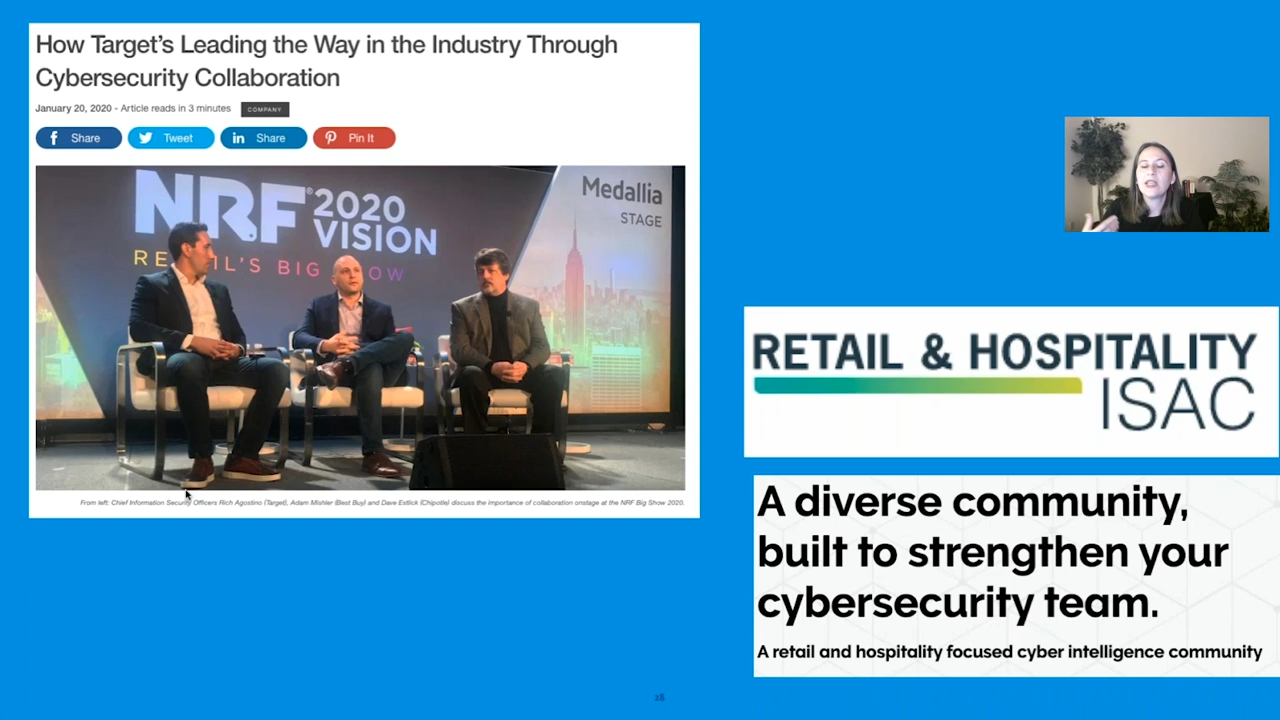 How Target's Leading the Way in the Industry Through
Cybersecurity Collaboration
January 20, 2020 - Article reads in 3 minutes COMPANY
Share Tweet Share Pin It
NRF® 2020
VISION
RETAIL'S BIG SHOW
Medallia
STAGE
From left: Chief Information Security Officers Rich Agostino (Target), Adam Mishler (Best Buy) and Dave Estlick (Chipotle) discuss the importance of collaboration onstage at the NRF Big Show 2020.
RETAIL & HOSPITALITY
ISAC
A diverse community,
built to strengthen your
cybersecurity team.
A retail and hospitality focused cyber intelligence community
28